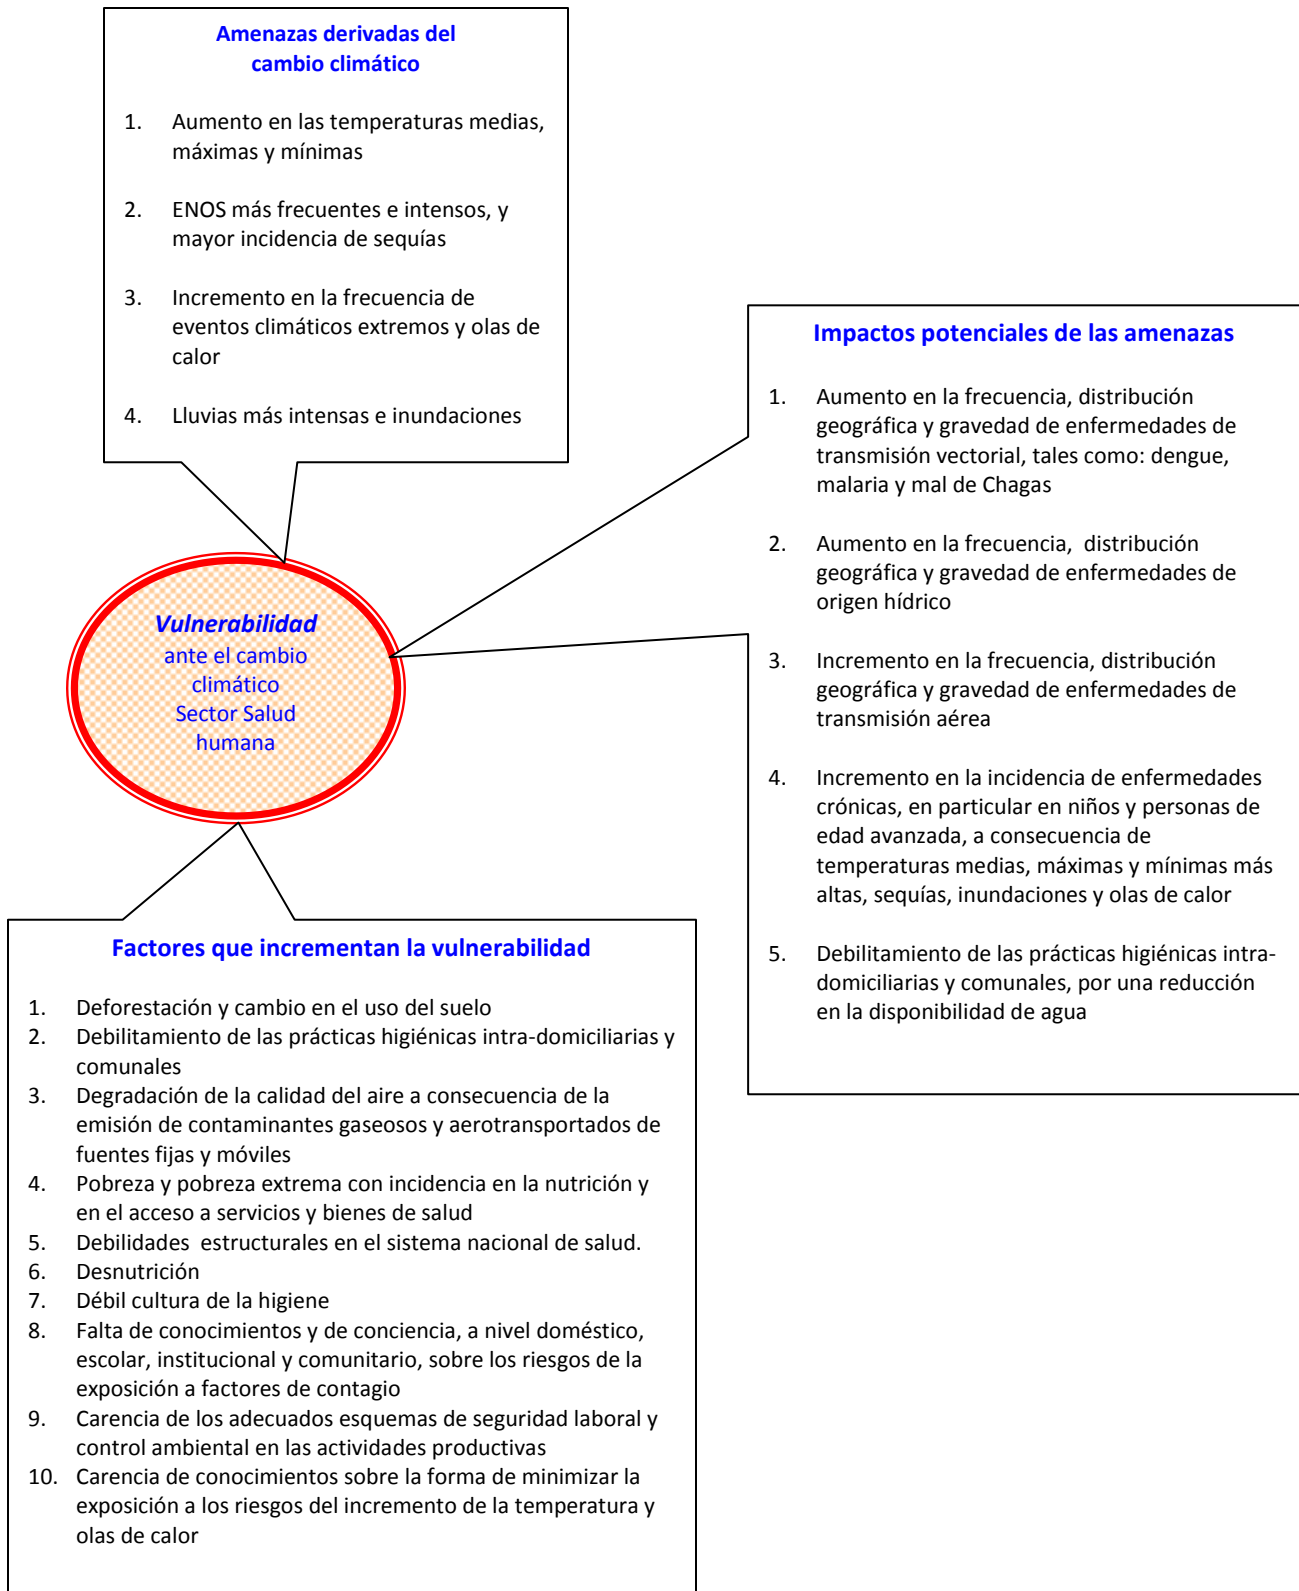 Amenazas derivadas del
cambio climático
1. Aumento en las temperaturas medias,
máximas y mínimas
2. ENOS más frecuentes e intensos, y
mayor incidencia de sequías
3. Incremento en la frecuencia de
eventos climáticos extremos y olas de
calor
4. Lluvias más intensas e inundaciones
Impactos potenciales de las amenazas
1. Aumento en la frecuencia, distribución
geográfica y gravedad de enfermedades de
transmisión vectorial, tales como: dengue,
malaria y mal de Chagas
2. Aumento en la frecuencia, distribución
geográfica y gravedad de enfermedades de
origen hídrico
3. Incremento en la frecuencia, distribución
geográfica y gravedad de enfermedades de
transmisión aérea
4. Incremento en la incidencia de enfermedades
crónicas, en particular en niños y personas de
edad avanzada, a consecuencia de
temperaturas medias, máximas y mínimas más
altas, sequías, inundaciones y olas de calor
5. Debilitamiento de las prácticas higiénicas intra-
domiciliarias y comunales, por una reducción
en la disponibilidad de agua
Vulnerabilidad
ante el cambio
climático
Sector Salud
humana
Factores que incrementan la vulnerabilidad
1. Deforestación y cambio en el uso del suelo
2. Debilitamiento de las prácticas higiénicas intra-domiciliarias y
comunales
3. Degradación de la calidad del aire a consecuencia de la
emisión de contaminantes gaseosos y aerotransportados de
fuentes fijas y móviles
4. Pobreza y pobreza extrema con incidencia en la nutrición y
en el acceso a servicios y bienes de salud
5. Debilidades estructurales en el sistema nacional de salud.
6. Desnutrición
7. Débil cultura de la higiene
8. Falta de conocimientos y de conciencia, a nivel doméstico,
escolar, institucional y comunitario, sobre los riesgos de la
exposición a factores de contagio
9. Carencia de los adecuados esquemas de seguridad laboral y
control ambiental en las actividades productivas
10. Carencia de conocimientos sobre la forma de minimizar la
exposición a los riesgos del incremento de la temperatura y
olas de calor